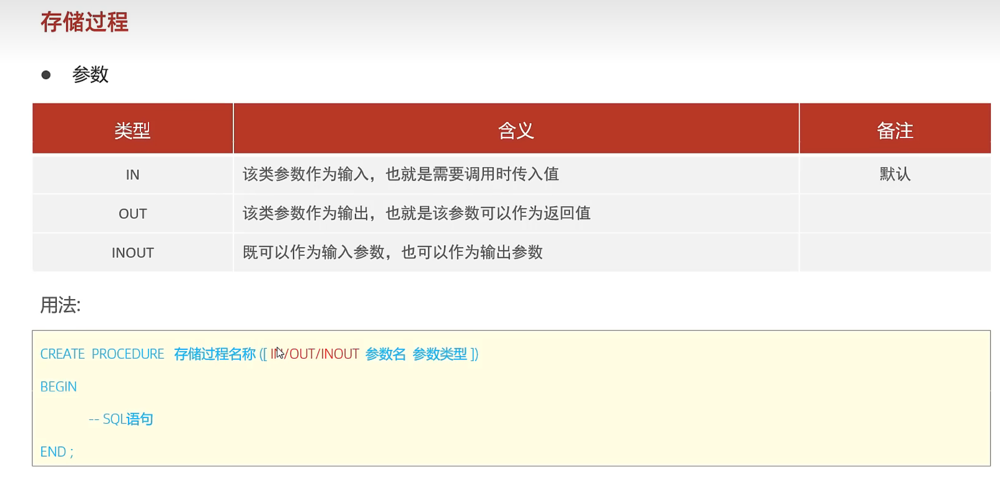 存储过程
● 参数
类型 含义 备注
IN 该类参数作为输入，也就是需要调用时传入值 默认
OUT 该类参数作为输出，也就是该参数可以作为返回值
INOUT 既可以作为输入参数，也可以作为输出参数
用法:
CREATE PROCEDURE 存储过程名称 ([ IN/OUT/INOUT 参数名 参数类型 ])
BEGIN
-- SQL语句
END ;